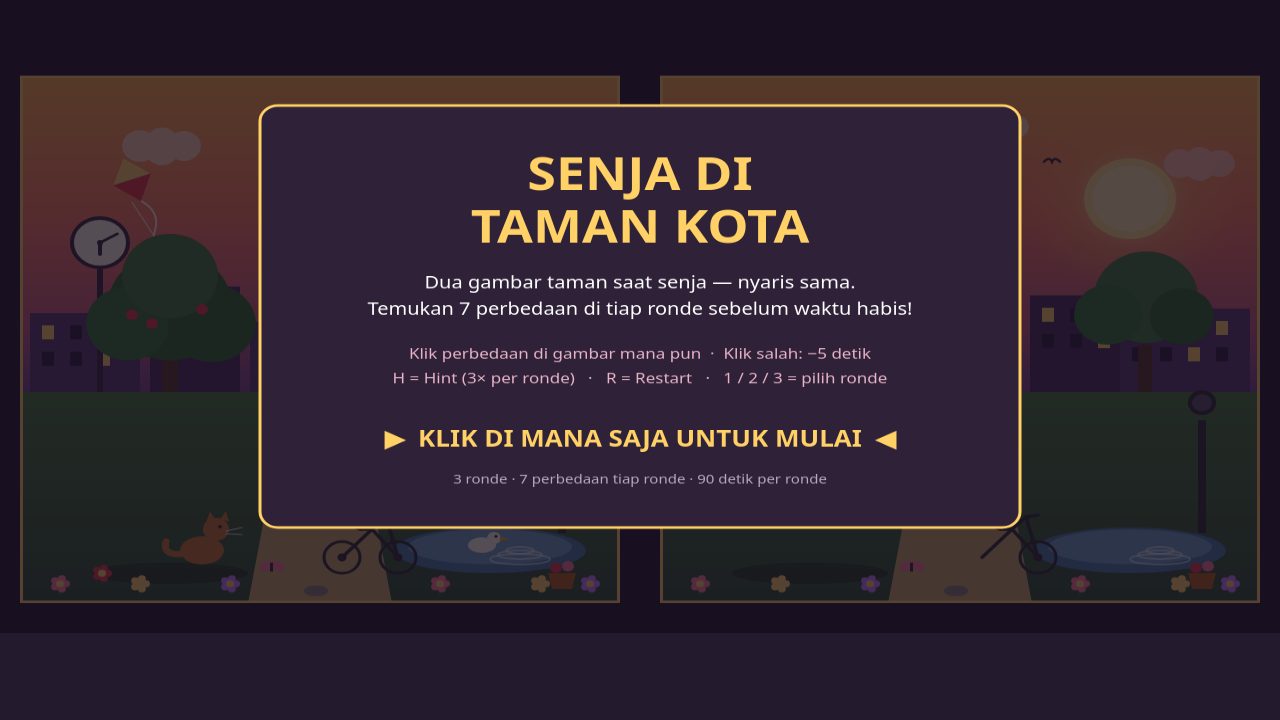 SENJA DI
TAMAN KOTA
Dua gambar taman saat senja — nyaris sama.
Temukan 7 perbedaan di tiap ronde sebelum waktu habis!
Klik perbedaan di gambar mana pun · Klik salah: −5 detik
H = Hint (3× per ronde) · R = Restart · 1 / 2 / 3 = pilih ronde
▶ KLIK DI MANA SAJA UNTUK MULAI ◀
3 ronde · 7 perbedaan tiap ronde · 90 detik per ronde